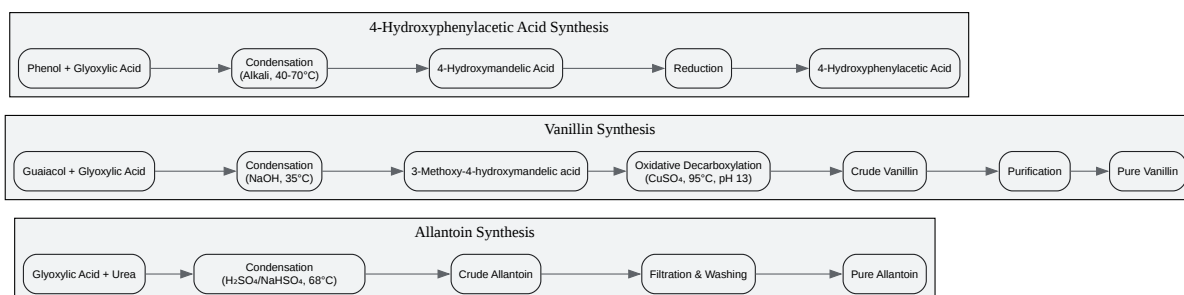 4-Hydroxyphenylacetic Acid Synthesis
Phenol + Glyoxylic Acid
Condensation
(Alkali, 40-70°C)
4-Hydroxymandelic Acid
Reduction
4-Hydroxyphenylacetic Acid
Vanillin Synthesis
Guaiacol + Glyoxylic Acid
Condensation
(NaOH, 35°C)
3-Methoxy-4-hydroxymandelic acid
Oxidative Decarboxylation
(CuSO₄, 95°C, pH 13)
Crude Vanillin
Purification
Pure Vanillin
Allantoin Synthesis
Glyoxylic Acid + Urea
Condensation
(H₂SO₄/NaHSO₄, 68°C)
Crude Allantoin
Filtration & Washing
Pure Allantoin